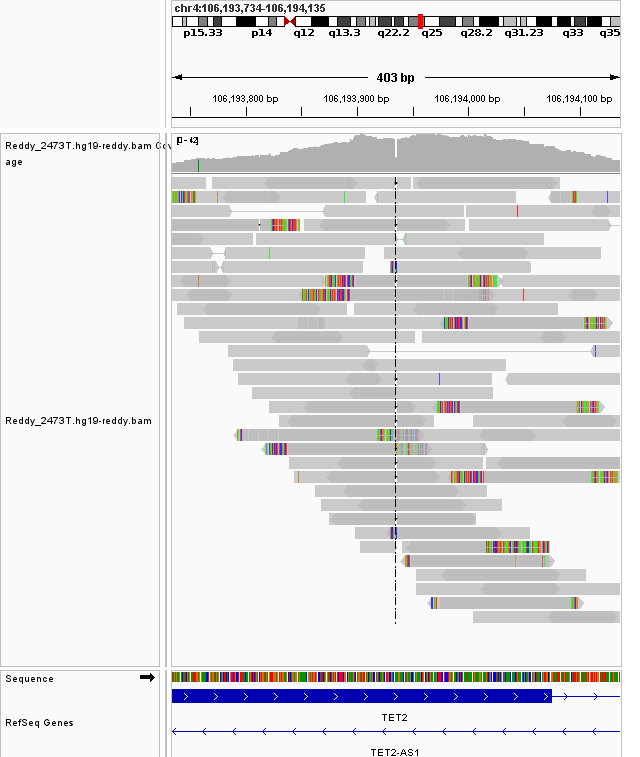 chr4:106,193,734-106,194,135
p15.33 p14 q12 q13.3 q22.2 q25 q28.2 q31.23 q33 q35
403 bp
106,193,800 bp 106,193,900 bp 106,194,000 bp 106,194,100 bp
[0 - 42]
Reddy_2473T.hg19-reddy.bam Cov
age
Reddy_2473T.hg19-reddy.bam
Sequence
TET2
RefSeq Genes
TET2-AS1